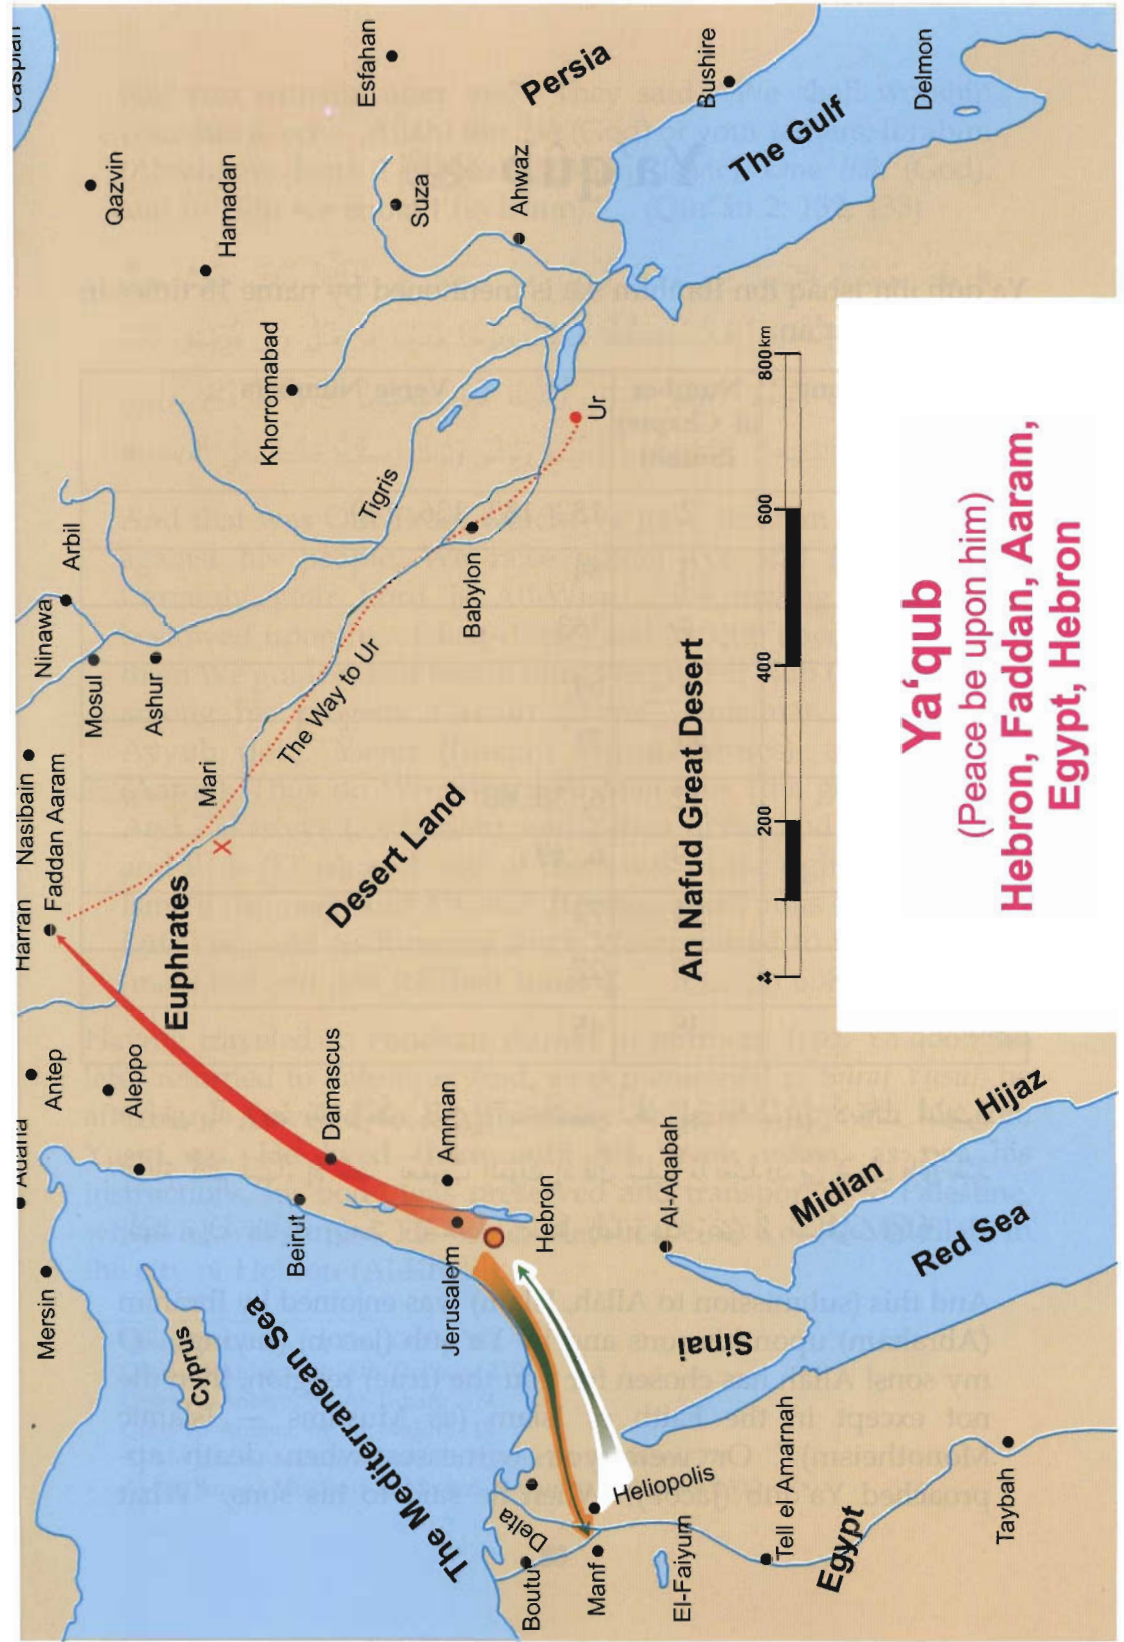 Caspian
Qazvin
Hamadan
Esfahan
Persia
Bushire
Delmon
The Gulf
Suza
Ahwaz
Khorromabad
Tigris
Ur
Arbil
Ninawa
Mosul
Ashur
Babylon
The Way to Ur
Nasibain
Faddan Aaram
Harran
Mari
X
Euphrates
Desert Land
An Nafud Great Desert
200
400
600
800km
Adana
Antep
Aleppo
Damascus
Amman
Beirut
Mersin
Cyprus
The Mediterranean Sea
Jerusalem
Hebron
Al-Aqabah
Sinai
Midian
Hijaz
Red Sea
Heliopolis
Delta
Boutu
Manf
El-Faiyum
Tell el Amarnah
Egypt
Taybah
Ya‘qub
(Peace be upon him)
Hebron, Faddan, Aaram,
Egypt, Hebron